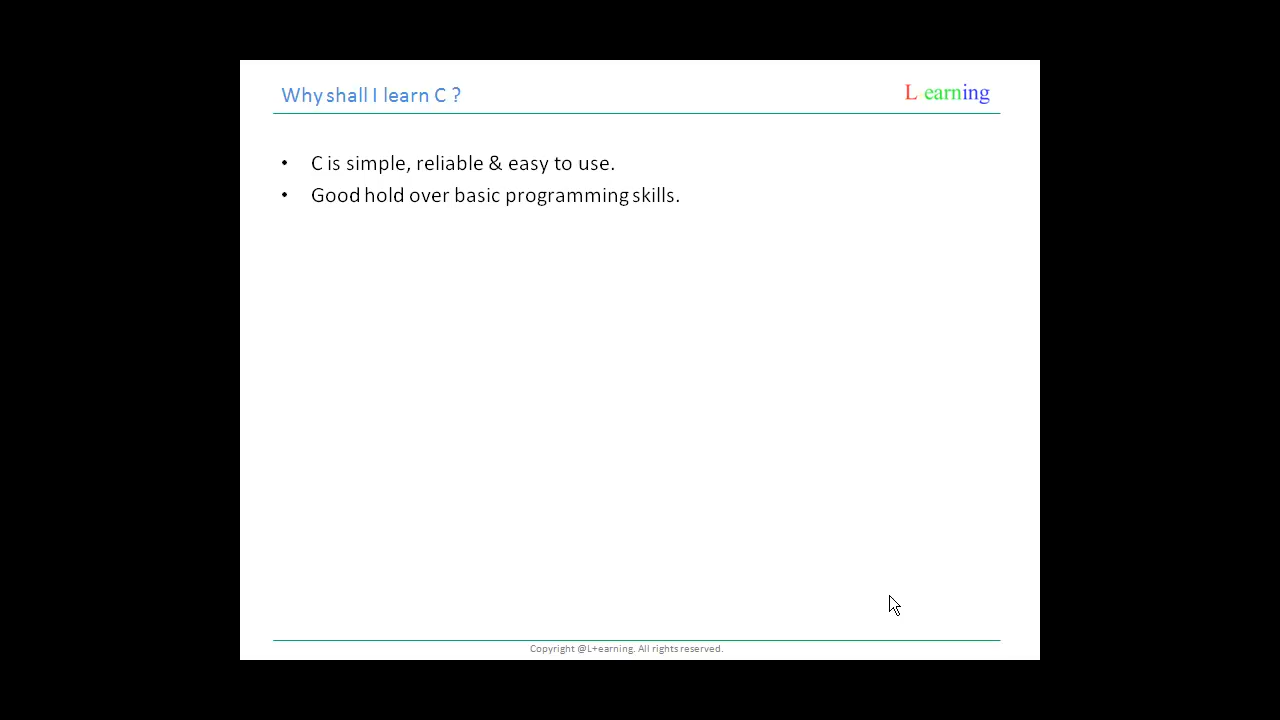 Why shall I learn C ?
L earning
• C is simple, reliable & easy to use.
• Good hold over basic programming skills.
Copyright @L+earning. All rights reserved.